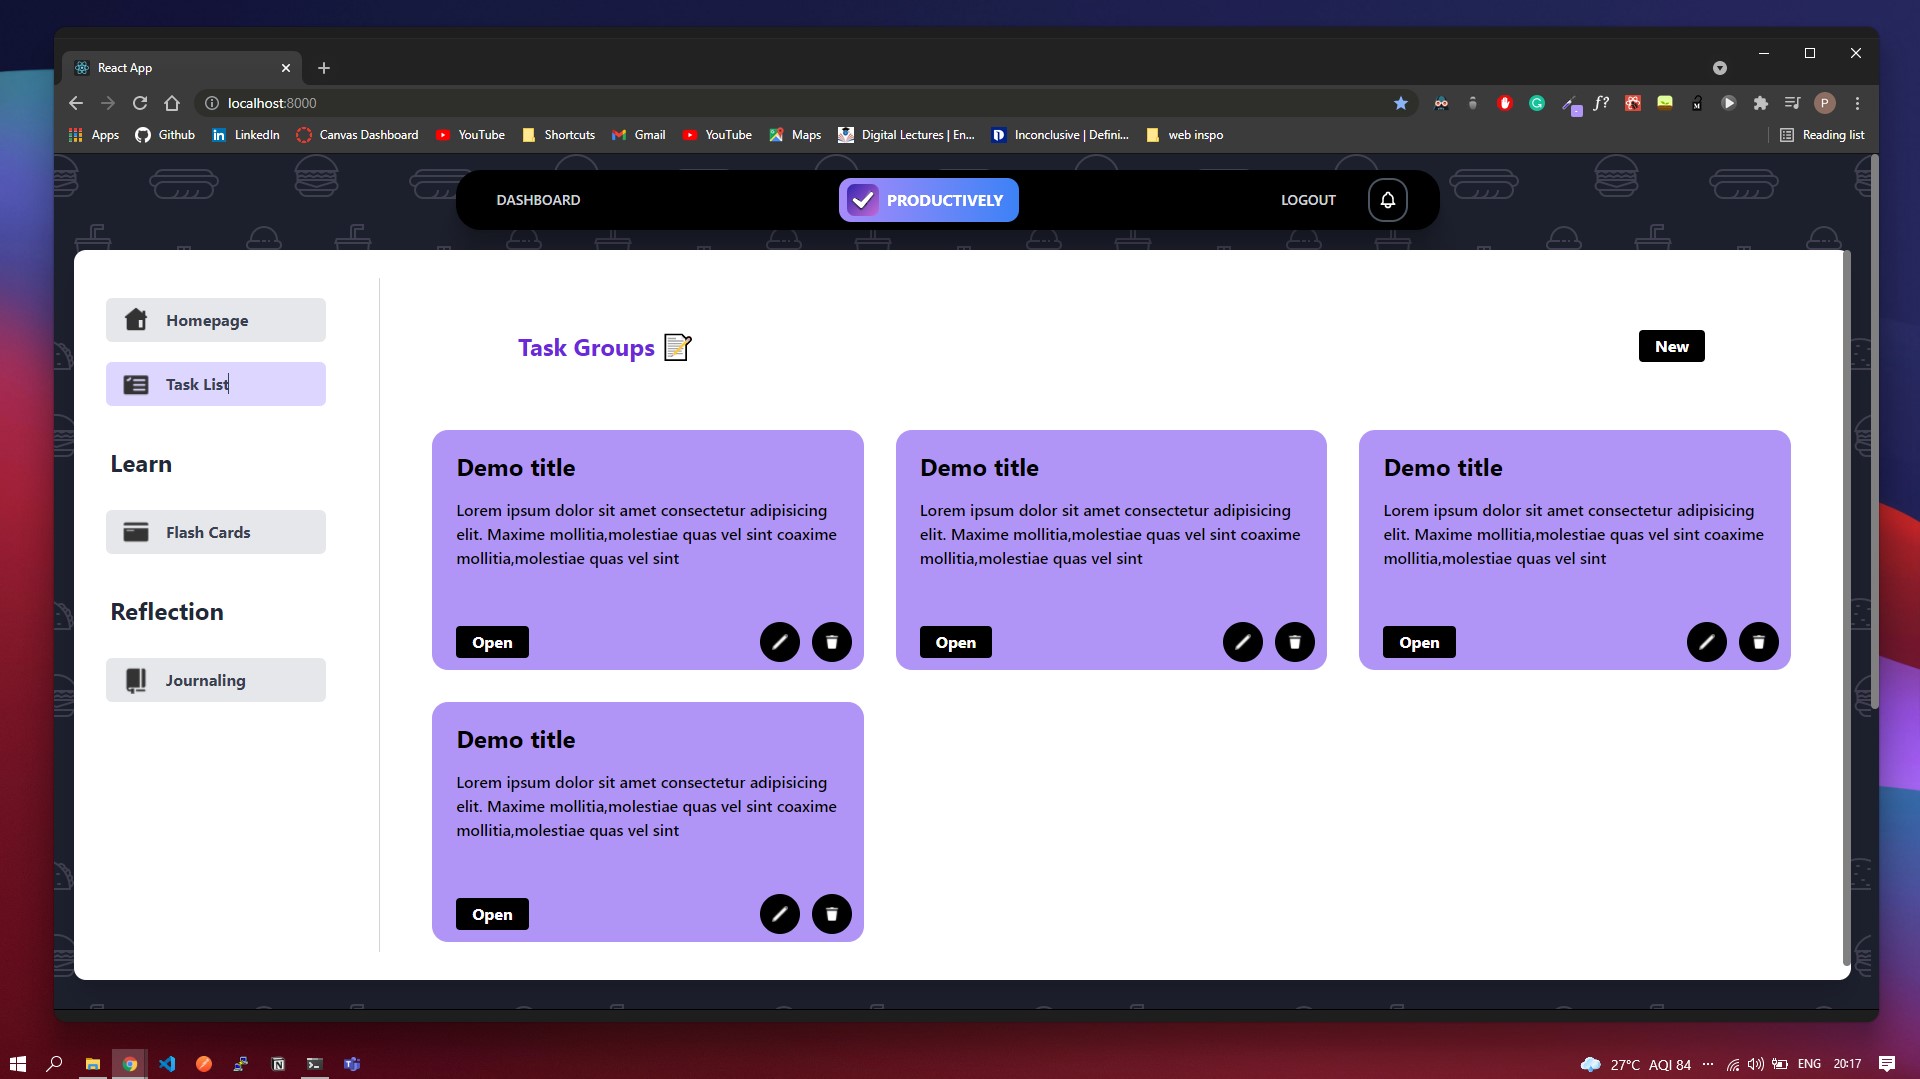 React App
localhost:8000
Apps Github LinkedIn Canvas Dashboard YouTube Shortcuts Gmail YouTube Maps Digital Lectures | En... Inconclusive | Defini... web inspo Reading list
DASHBOARD PRODUCTIVELY LOGOUT
Homepage
Task List
Learn
Flash Cards
Reflection
Journaling
Task Groups
New
Demo title
Lorem ipsum dolor sit amet consectetur adipisicing
elit. Maxime mollitia,molestiae quas vel sint coaxime
mollitia,molestiae quas vel sint
Open
Demo title
Lorem ipsum dolor sit amet consectetur adipisicing
elit. Maxime mollitia,molestiae quas vel sint coaxime
mollitia,molestiae quas vel sint
Open
Demo title
Lorem ipsum dolor sit amet consectetur adipisicing
elit. Maxime mollitia,molestiae quas vel sint coaxime
mollitia,molestiae quas vel sint
Open
Demo title
Lorem ipsum dolor sit amet consectetur adipisicing
elit. Maxime mollitia,molestiae quas vel sint coaxime
mollitia,molestiae quas vel sint
Open
27°C AQI 84 ENG 20:17